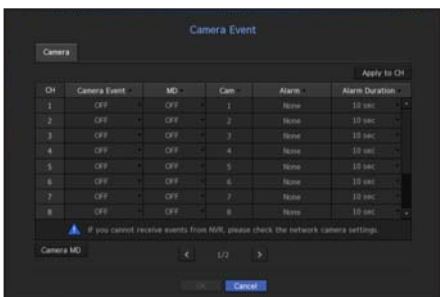 Camera Event
Camera
Apply to CH
CH Camera Event MD Cam Alarm Alarm Duration
1 OFF OFF 1 None 10 sec
2 OFF OFF 2 None 10 sec
3 OFF OFF 3 None 10 sec
4 OFF OFF 4 None 10 sec
5 OFF OFF 5 None 10 sec
6 OFF OFF 6 None 10 sec
7 OFF OFF 7 None 10 sec
8 OFF OFF 8 None 10 sec
If you cannot receive events from NVR, please check the network camera settings.
Camera MD < 1/2 >
OK Cancel